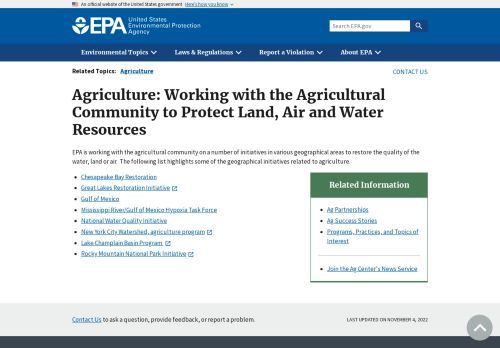 An official website of the United States government Here's how you know
EPA United States
Environmental Protection
Agency
Search EPA.gov
Environmental Topics Laws & Regulations Report a Violation About EPA
Related Topics: Agriculture
CONTACT US
Agriculture: Working with the Agricultural
Community to Protect Land, Air and Water
Resources
EPA is working with the agricultural community on a number of initiatives in various geographical areas to restore the quality of the
water, land or air. The following list highlights some of the geographical initiatives related to agriculture.
Chesapeake Bay Restoration
Great Lakes Restoration Initiative
Gulf of Mexico
Mississippi River/Gulf of Mexico Hypoxia Task Force
National Water Quality Initiative
New York City Watershed, agriculture program
Lake Champlain Basin Program
Rocky Mountain National Park Initiative
Related Information
Ag Partnerships
Ag Success Stories
Programs, Practices, and Topics of
Interest
Join the Ag Center's News Service
Contact Us to ask a question, provide feedback, or report a problem.
LAST UPDATED ON NOVEMBER 4, 2022